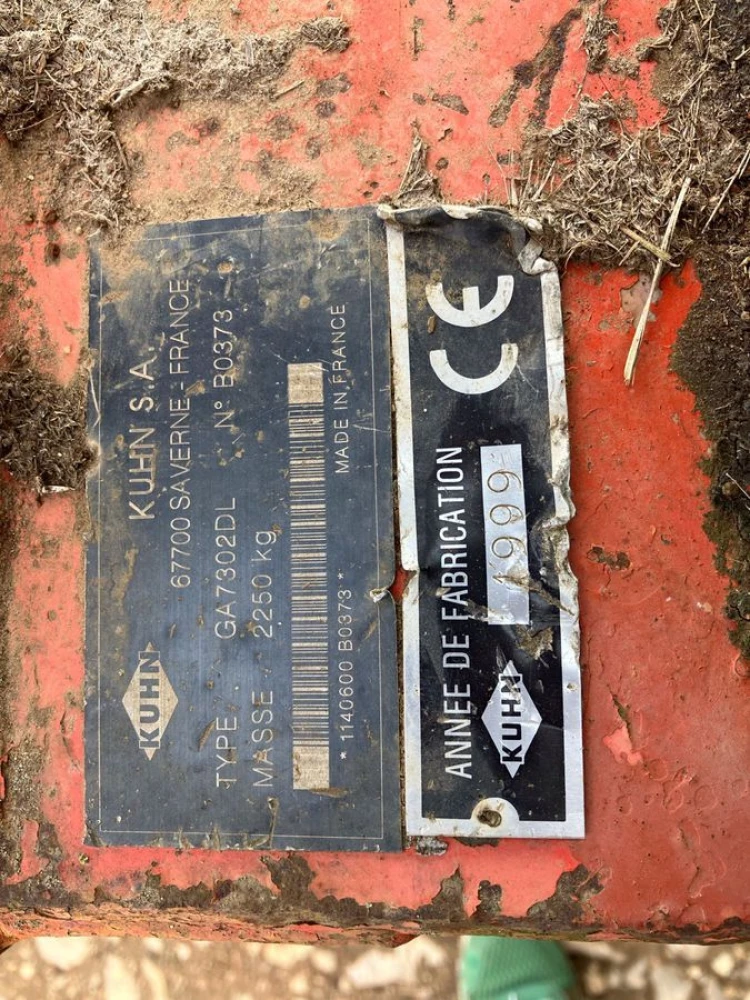 KUHN
KUHN S.A.
67700 SAVERNE - FRANCE
TYPE GA7302DL N° B0373
MASSE 2250 kg
* 1140600 B0373 * MADE IN FRANCE
CE
ANNEE DE FABRICATION
1999
KUHN